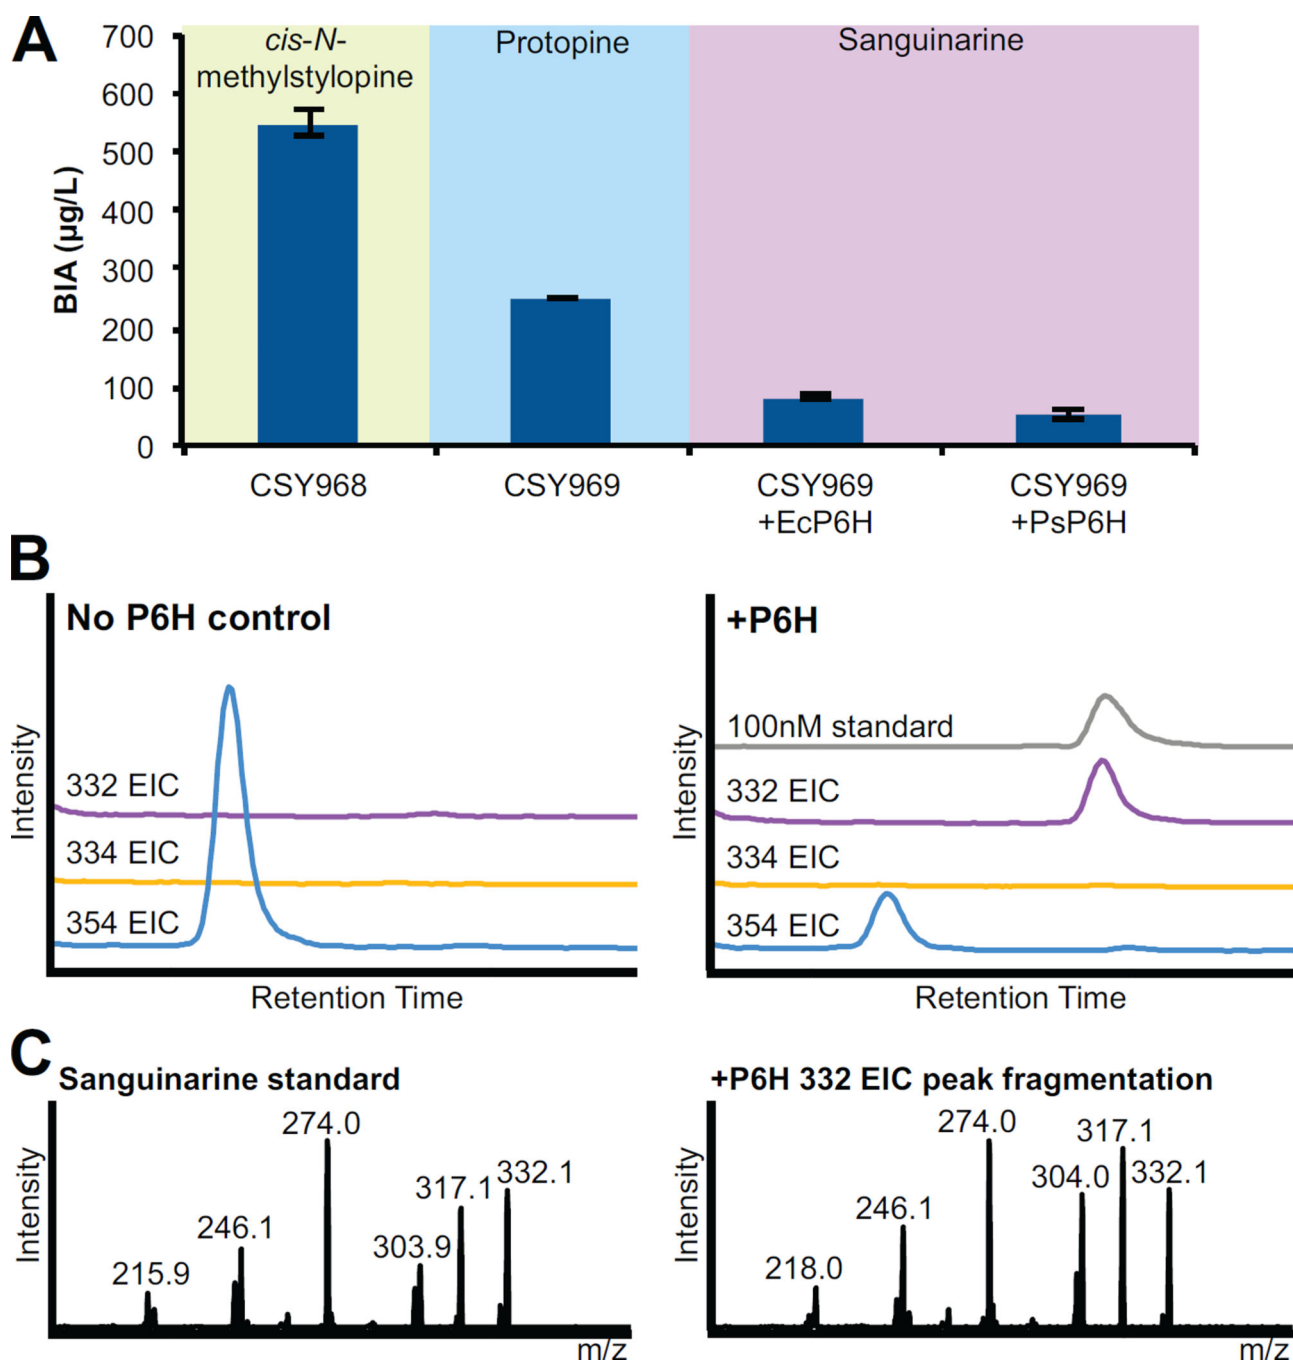 A
700
600
500
400
300
200
100
0
BIA (µg/L)
cis-N-
methylstylopine
Protopine
Sanguinarine
CSY968
CSY969
CSY969
+EcP6H
CSY969
+PsP6H
B
No P6H control
332 EIC
334 EIC
354 EIC
Intensity
Retention Time
+P6H
100nM standard
332 EIC
334 EIC
354 EIC
Intensity
Retention Time
C
Sanguinarine standard
274.0
332.1
317.1
246.1
303.9
215.9
Intensity
m/z
+P6H 332 EIC peak fragmentation
274.0
317.1
304.0
332.1
246.1
218.0
Intensity
m/z